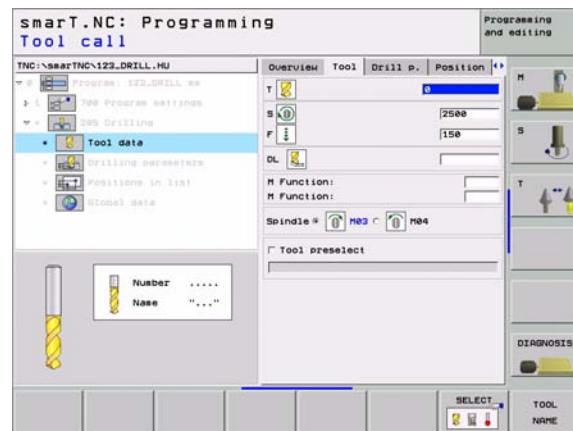 smarT.NC: Programming
Tool call
Programming
and editing
TNC:\smarTNC\123_DRILL.HU
0 Program: 123_DRILL mm
1 700 Program settings
205 Drilling
Tool data
Drilling parameters
Positions in list
Global data
Overview Tool Drill p. Position
T 0
S 2500
F 150
DL
M Function:
M Function:
Spindle M03 M04
Tool preselect
Number .....
Name "..."
M
S
T
DIAGNOSIS
SELECT
TOOL
NAME